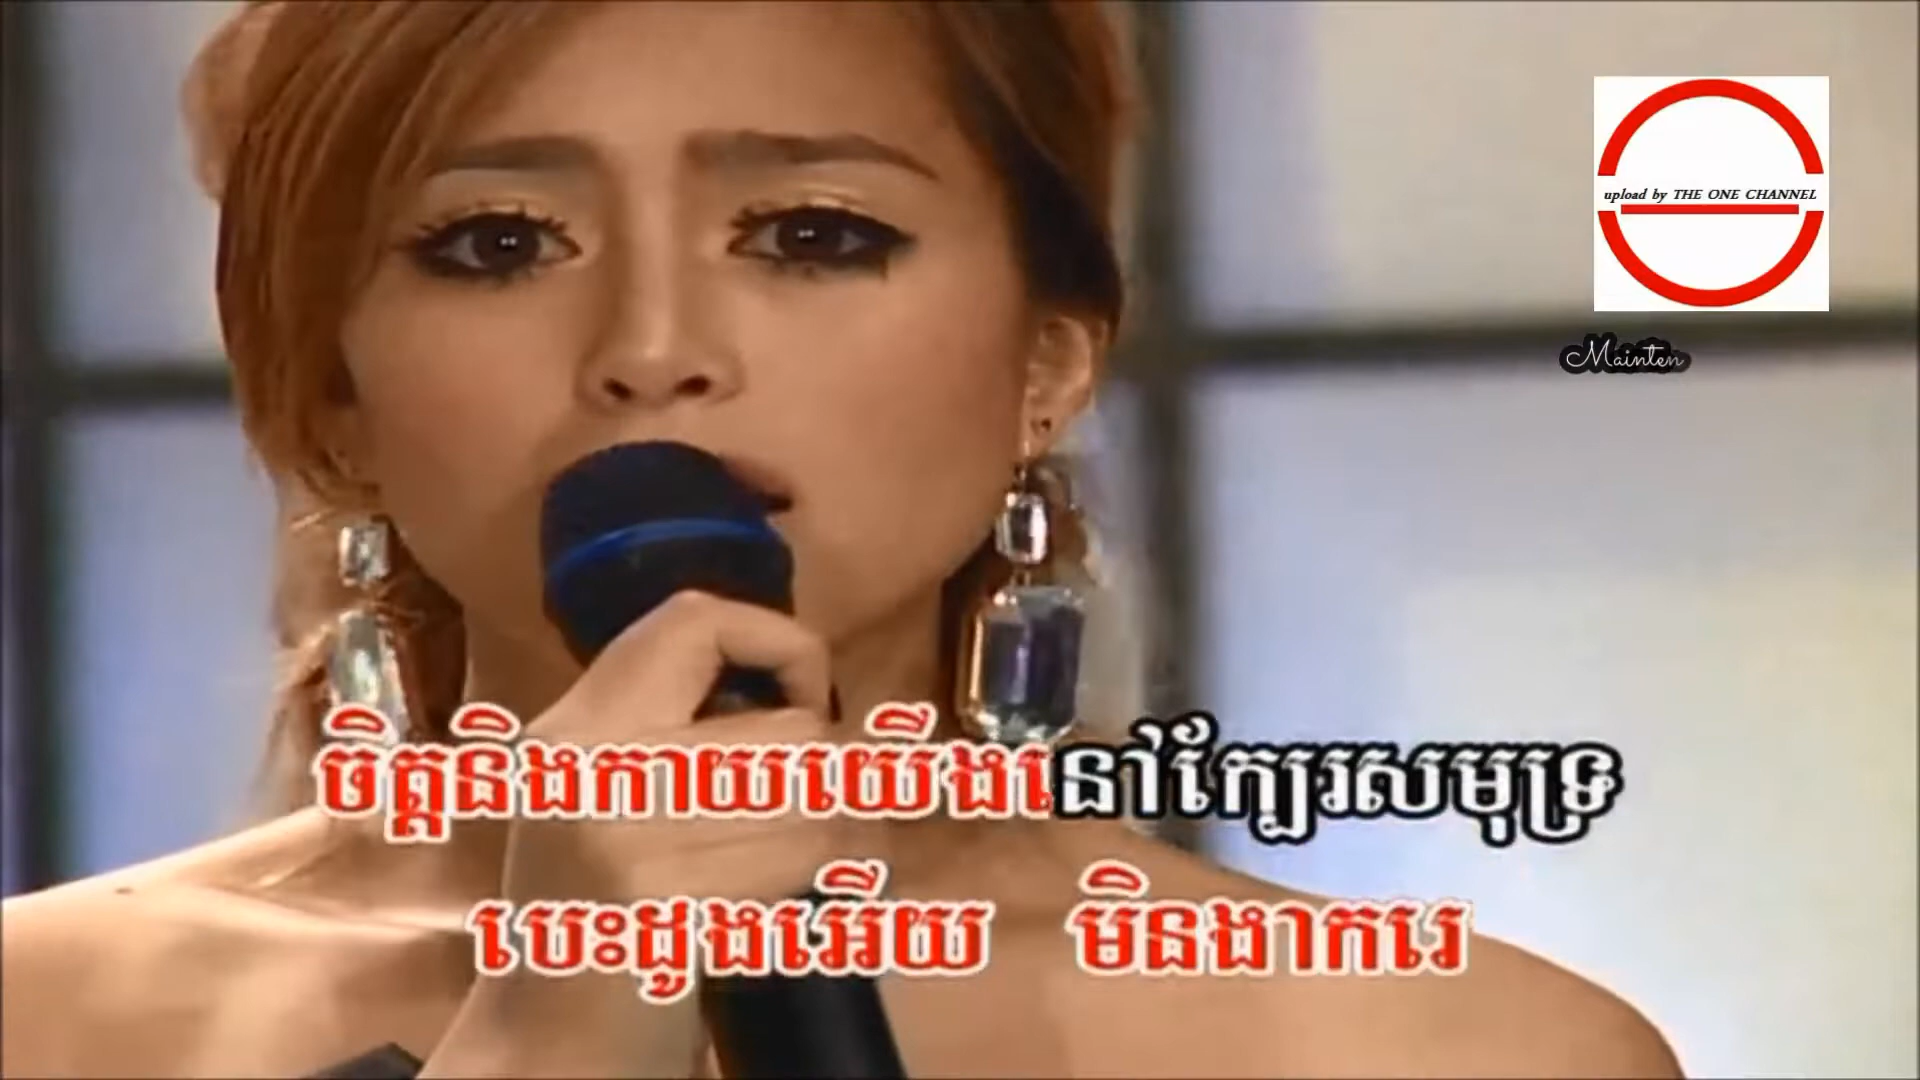 upload by THE ONE CHANNEL
Mainten
ចិត្តនិងកាយយើងនៅក្បែរសមុទ្រ
បេះដូងអើយ មិនងាករេ